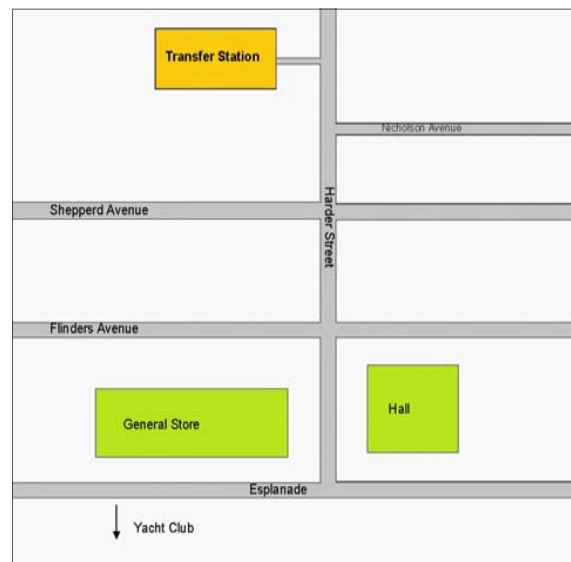 Transfer Station
Nicholson Avenue
Shepperd Avenue
Harder Street
Flinders Avenue
General Store
Hall
Esplanade
Yacht Club